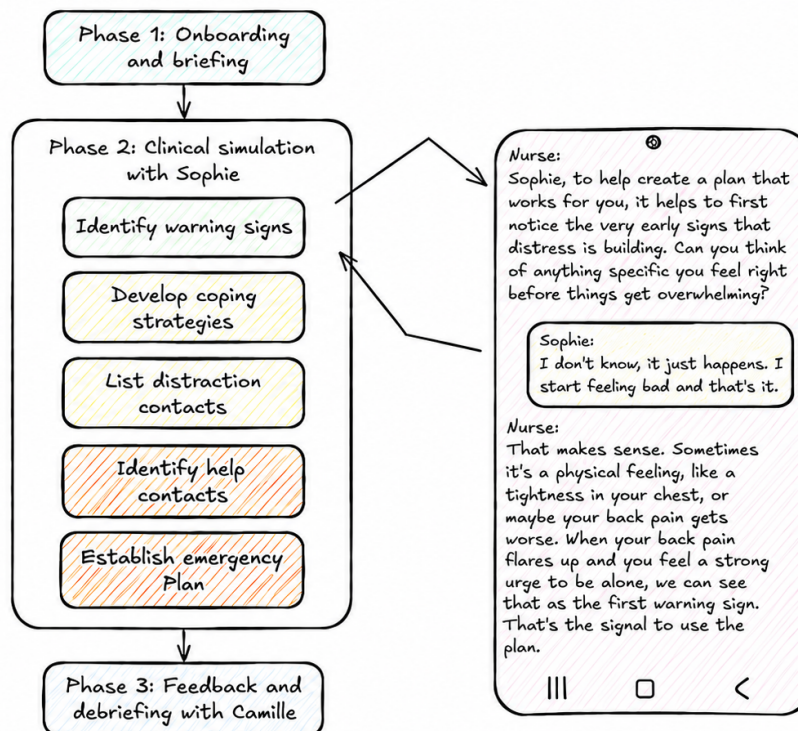 Phase 1: Onboarding
and briefing
Phase 2: Clinical simulation
with Sophie
Identify warning signs
Develop coping
strategies
List distraction
contacts
Identify help
contacts
Establish emergency
Plan
Phase 3: Feedback and
debriefing with Camille
Nurse:
Sophie, to help create a plan that
works for you, it helps to first
notice the very early signs that
distress is building. Can you think
of anything specific you feel right
before things get overwhelming?
Sophie:
I don't know, it just happens. I
start feeling bad and that's it.
Nurse:
That makes sense. Sometimes
it's a physical feeling, like a
tightness in your chest, or
maybe your back pain gets
worse. When your back pain
flares up and you feel a strong
urge to be alone, we can see
that as the first warning sign.
That's the signal to use the
plan.